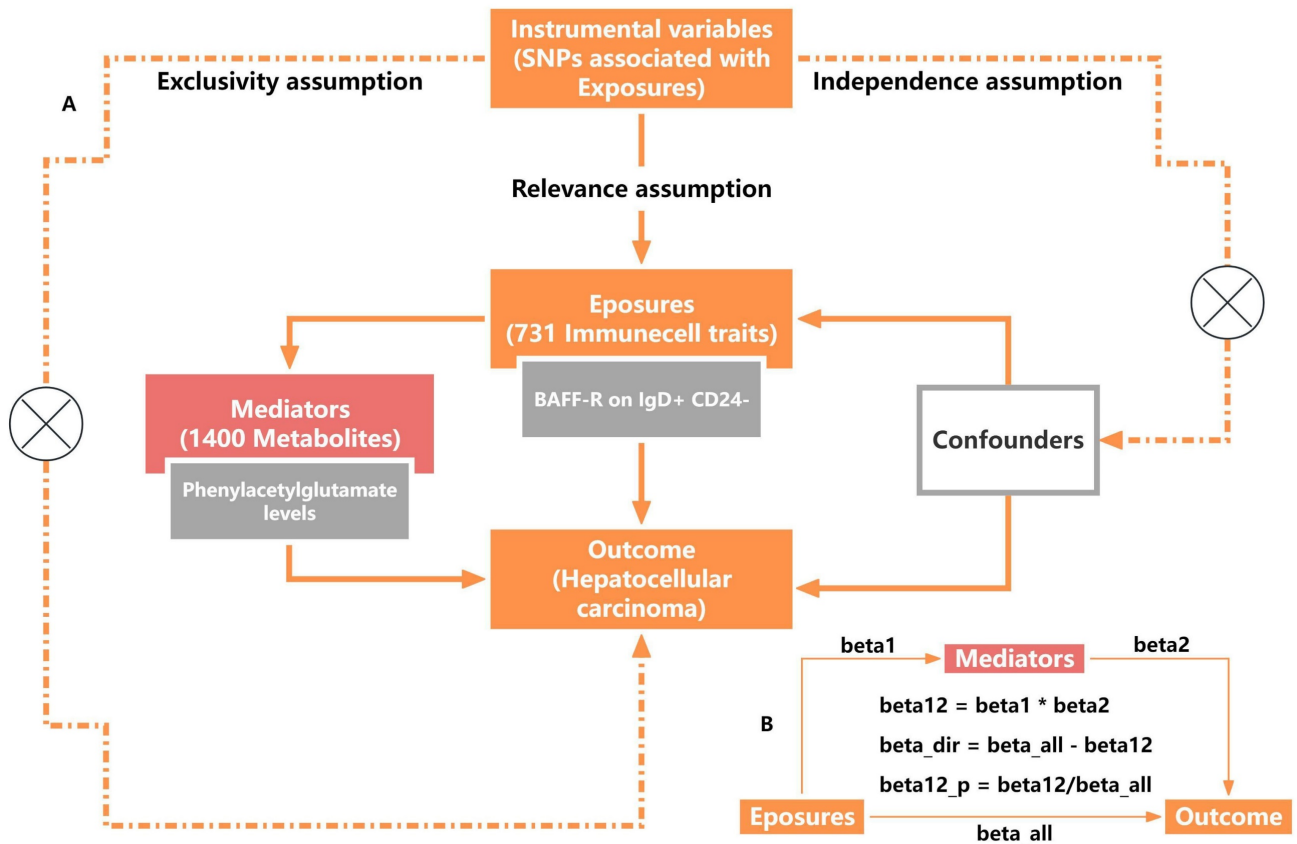 Instrumental variables
(SNPs associated with
Exposures)
Exclusivity assumption
Independence assumption
A
Relevance assumption
Eposures
(731 Immunecell traits)
BAFF-R on IgD+ CD24-
Mediators
(1400 Metabolites)
Phenylacetylglutamate
levels
Confounders
Outcome
(Hepatocellular
carcinoma)
B
beta1
Mediators
beta2
beta12 = beta1 * beta2
beta_dir = beta_all - beta12
beta12_p = beta12/beta_all
Eposures
beta_all
Outcome